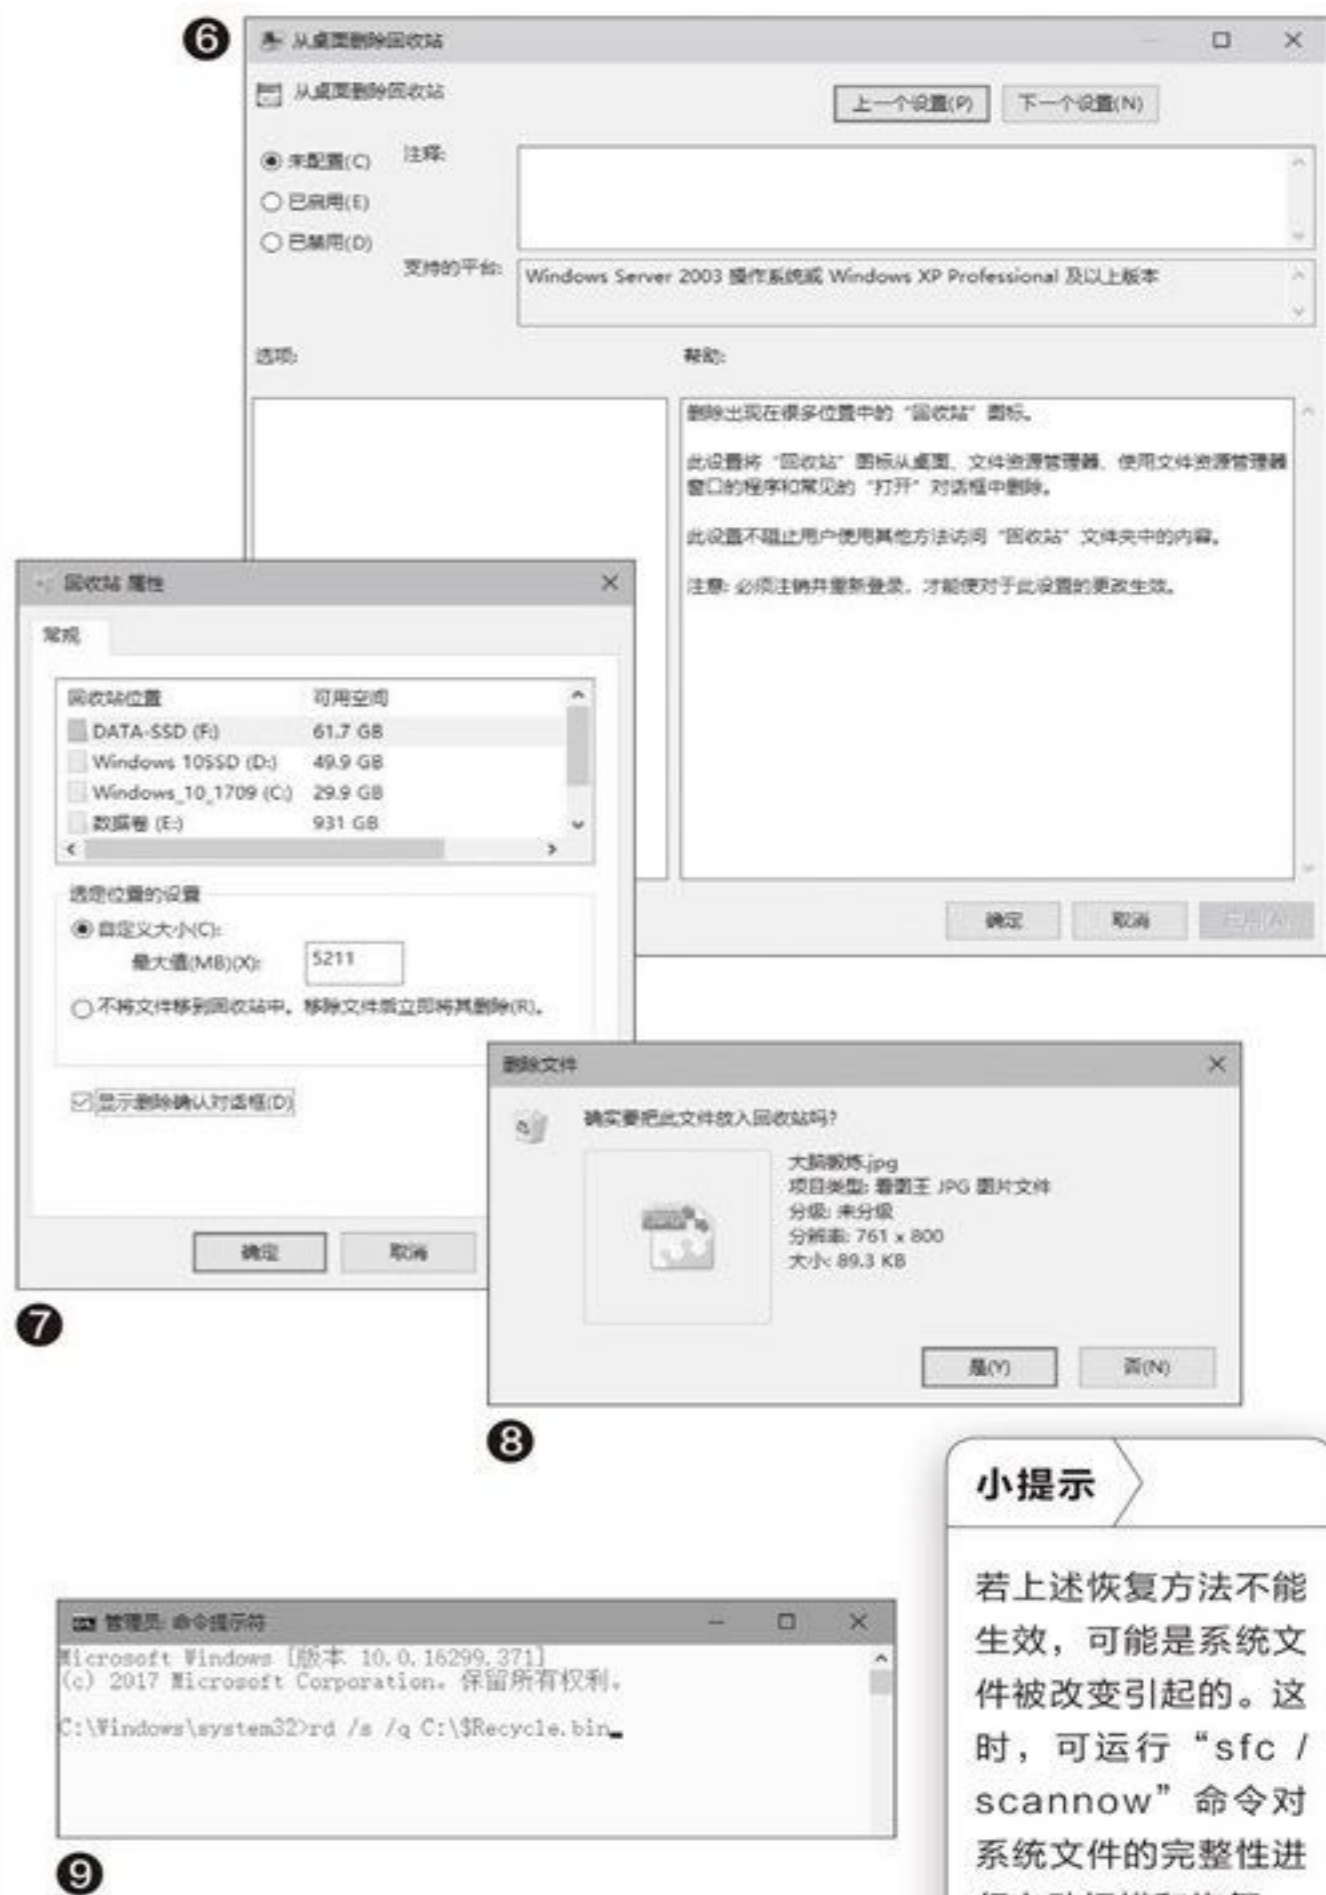 6
从桌面删除回收站
从桌面删除回收站
上一个设置(P)
下一个设置(N)
未配置(C)
注释:
已启用(E)
已禁用(D)
支持的平台:
Windows Server 2003 操作系统或 Windows XP Professional 及以上版本
选项:
帮助:
删除出现在很多位置中的“回收站”图标。
此设置将“回收站”图标从桌面、文件资源管理器、使用文件资源管理器
窗口的程序和常见的“打开”对话框中删除。
此设置不阻止用户使用其他方法访问“回收站”文件夹中的内容。
注意: 必须注销并重新登录，才能使对于此设置的更改生效。
确定
取消
应用(A)
回收站 属性
常规
回收站位置 可用空间
DATA-SSD (F:) 61.7 GB
Windows 10SSD (D:) 49.9 GB
Windows_10_1709 (C:) 29.9 GB
数据卷 (E:) 931 GB
选定位置的设置
自定义大小(C):
最大值(MB)(X): 5211
不将文件移到回收站中。移除文件后立即将其删除(R)。
显示删除确认对话框(D)
确定
取消
7
删除文件
确实要把此文件放入回收站吗?
大脑锻炼.jpg
项目类型: 看图王 JPG 图片文件
分级: 未分级
分辨率: 761 x 800
大小: 89.3 KB
是(Y)
否(N)
8
管理员: 命令提示符
Microsoft Windows [版本 10.0.16299.371]
(c) 2017 Microsoft Corporation。保留所有权利。
C:\Windows\system32>rd /s /q C:\$Recycle.bin
9
小提示
若上述恢复方法不能
生效，可能是系统文
件被改变引起的。这
时，可运行“sfc /
scannow”命令对
系统文件的完整性进